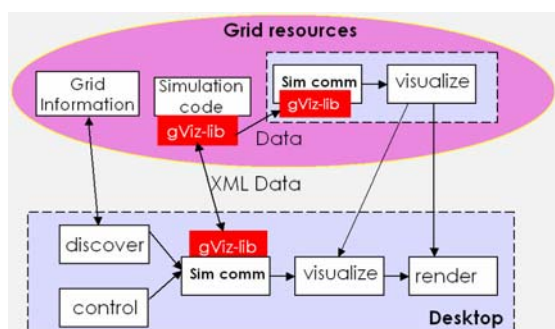 Grid resources
Grid
Information
Simulation
code
gViz-lib
Sim comm
gViz-lib
visualize
Data
XML Data
discover
gViz-lib
Sim comm
visualize
render
control
Desktop